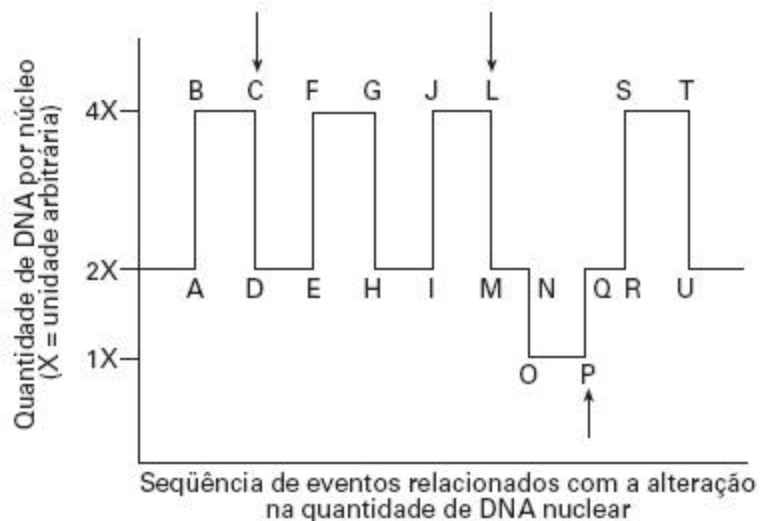 Quantidade de DNA por núcleo
(X = unidade arbitrária)
B C F G J L S T
4X
2X
A D E H I M N Q R U
1X
O P
Seqüência de eventos relacionados com a alteração
na quantidade de DNA nuclear